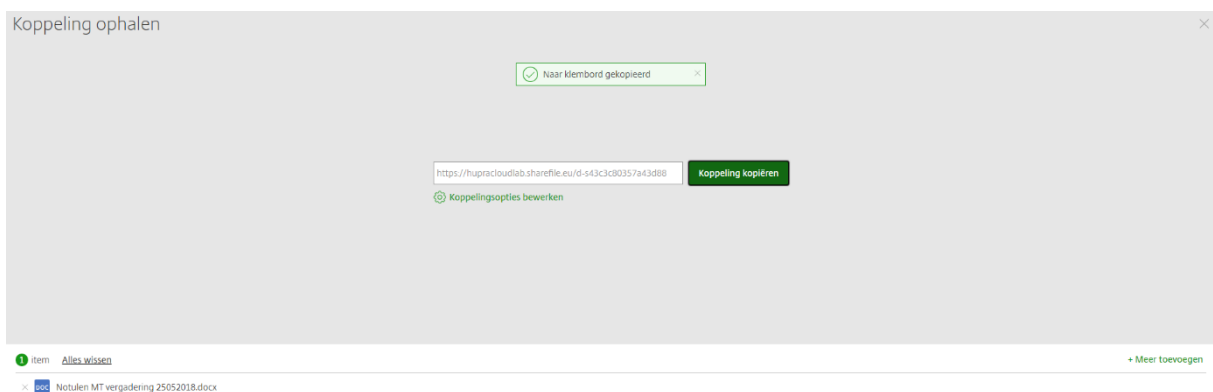 Koppeling ophalen
Naar klembord gekopieerd
https://hupracloudlab.sharefile.eu/d-s43c3c80357a43d88
Koppeling kopiëren
Koppelingsopties bewerken
1 item Alles wissen
+ Meer toevoegen
DOC Notulen MT vergadering 25052018.docx